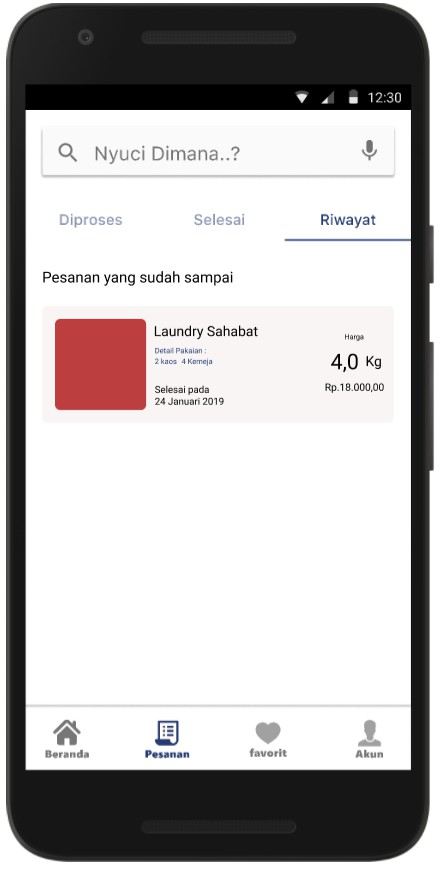 12:30
Nyuci Dimana..?
Diproses Selesai Riwayat
Pesanan yang sudah sampai
Laundry Sahabat
Detail Pakaian :
2 kaos 4 Kemeja
Selesai pada
24 Januari 2019
Harga
4,0 Kg
Rp.18.000,00
Beranda Pesanan favorit Akun